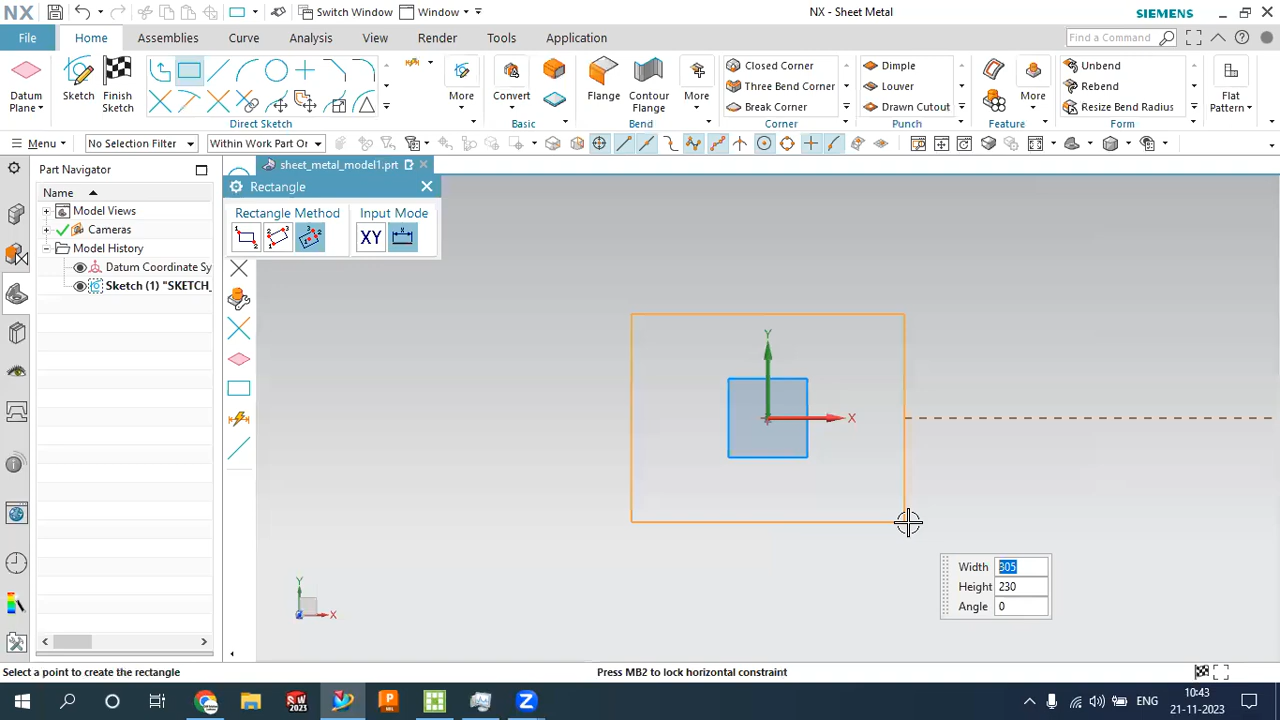 NX
Switch Window
Window
NX - Sheet Metal
SIEMENS
File
Home
Assemblies
Curve
Analysis
View
Render
Tools
Application
Find a Command
Datum
Plane
Sketch
Finish
Sketch
Direct Sketch
More
Convert
Basic
Flange
Contour
Flange
More
Bend
Closed Corner
Three Bend Corner
Break Corner
Corner
Dimple
Louver
Drawn Cutout
Punch
More
Feature
Unbend
Rebend
Resize Bend Radius
Form
Flat
Pattern
Menu
No Selection Filter
Within Work Part Or
Part Navigator
Name
Model Views
Cameras
Model History
Datum Coordinate Sy
Sketch (1) "SKETCH_
sheet_metal_model1.prt
Rectangle
Rectangle Method
Input Mode
XY
Y
X
Width 305
Height 230
Angle 0
Y
X
Select a point to create the rectangle
Press MB2 to lock horizontal constraint
ENG
10:43
21-11-2023